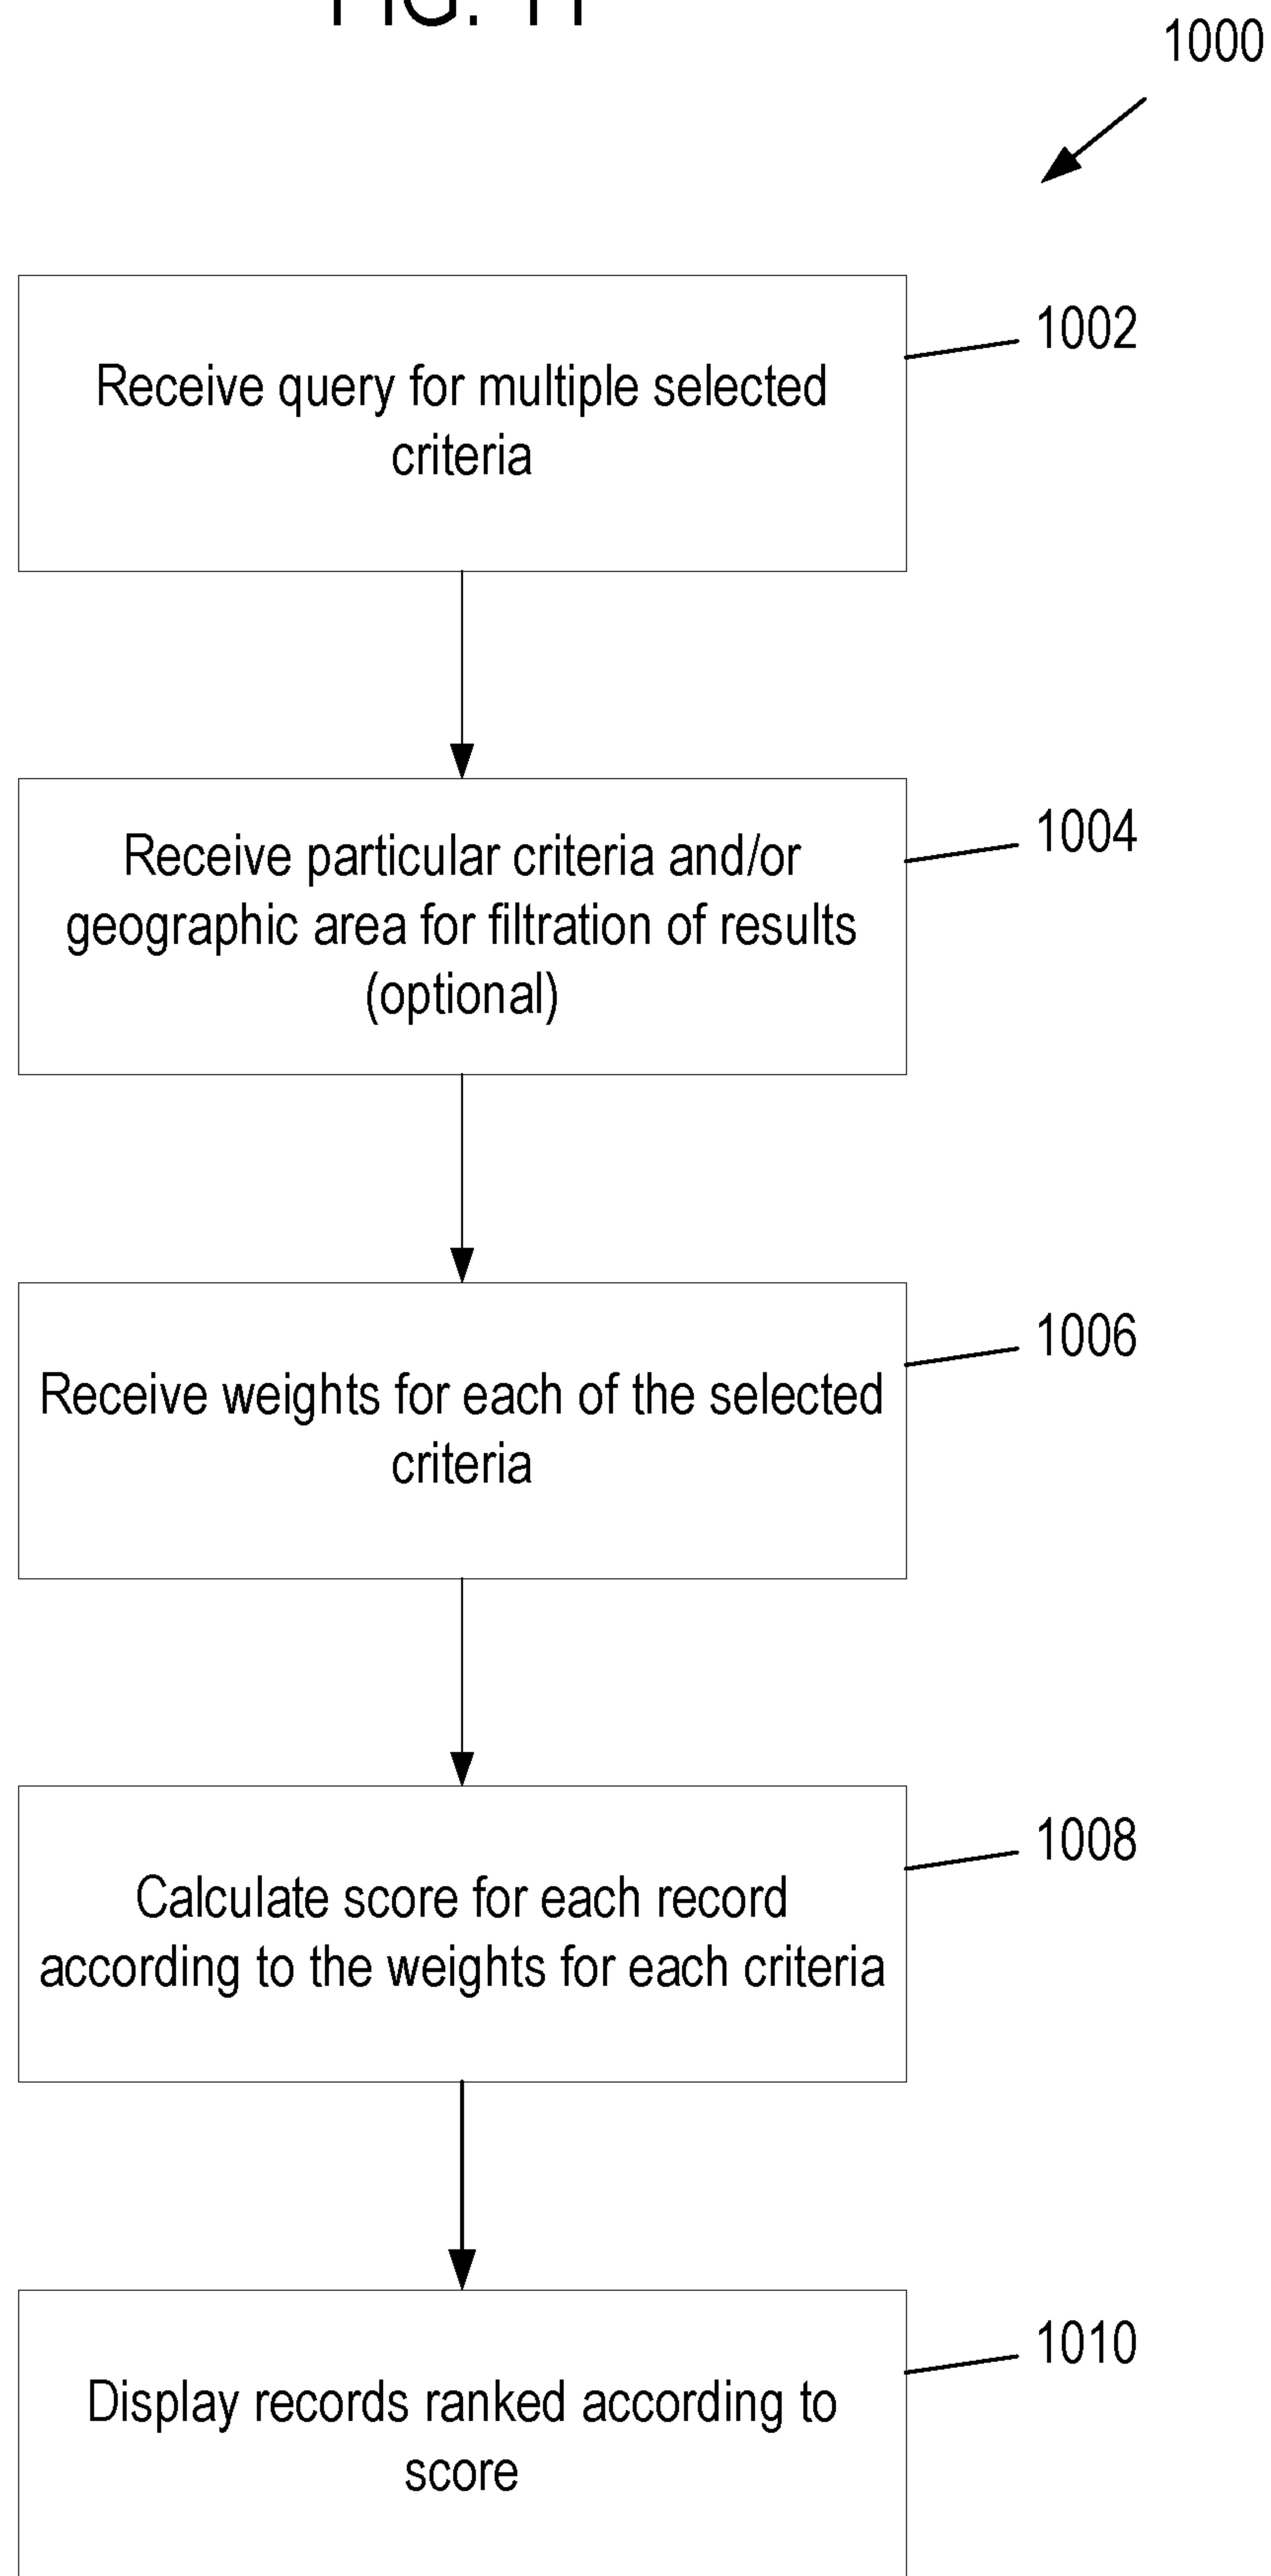 FIG. 11
1000
Receive query for multiple selected
criteria
1002
Receive particular criteria and/or
geographic area for filtration of results
(optional)
1004
Receive weights for each of the selected
criteria
1006
Calculate score for each record
according to the weights for each criteria
1008
Display records ranked according to
score
1010